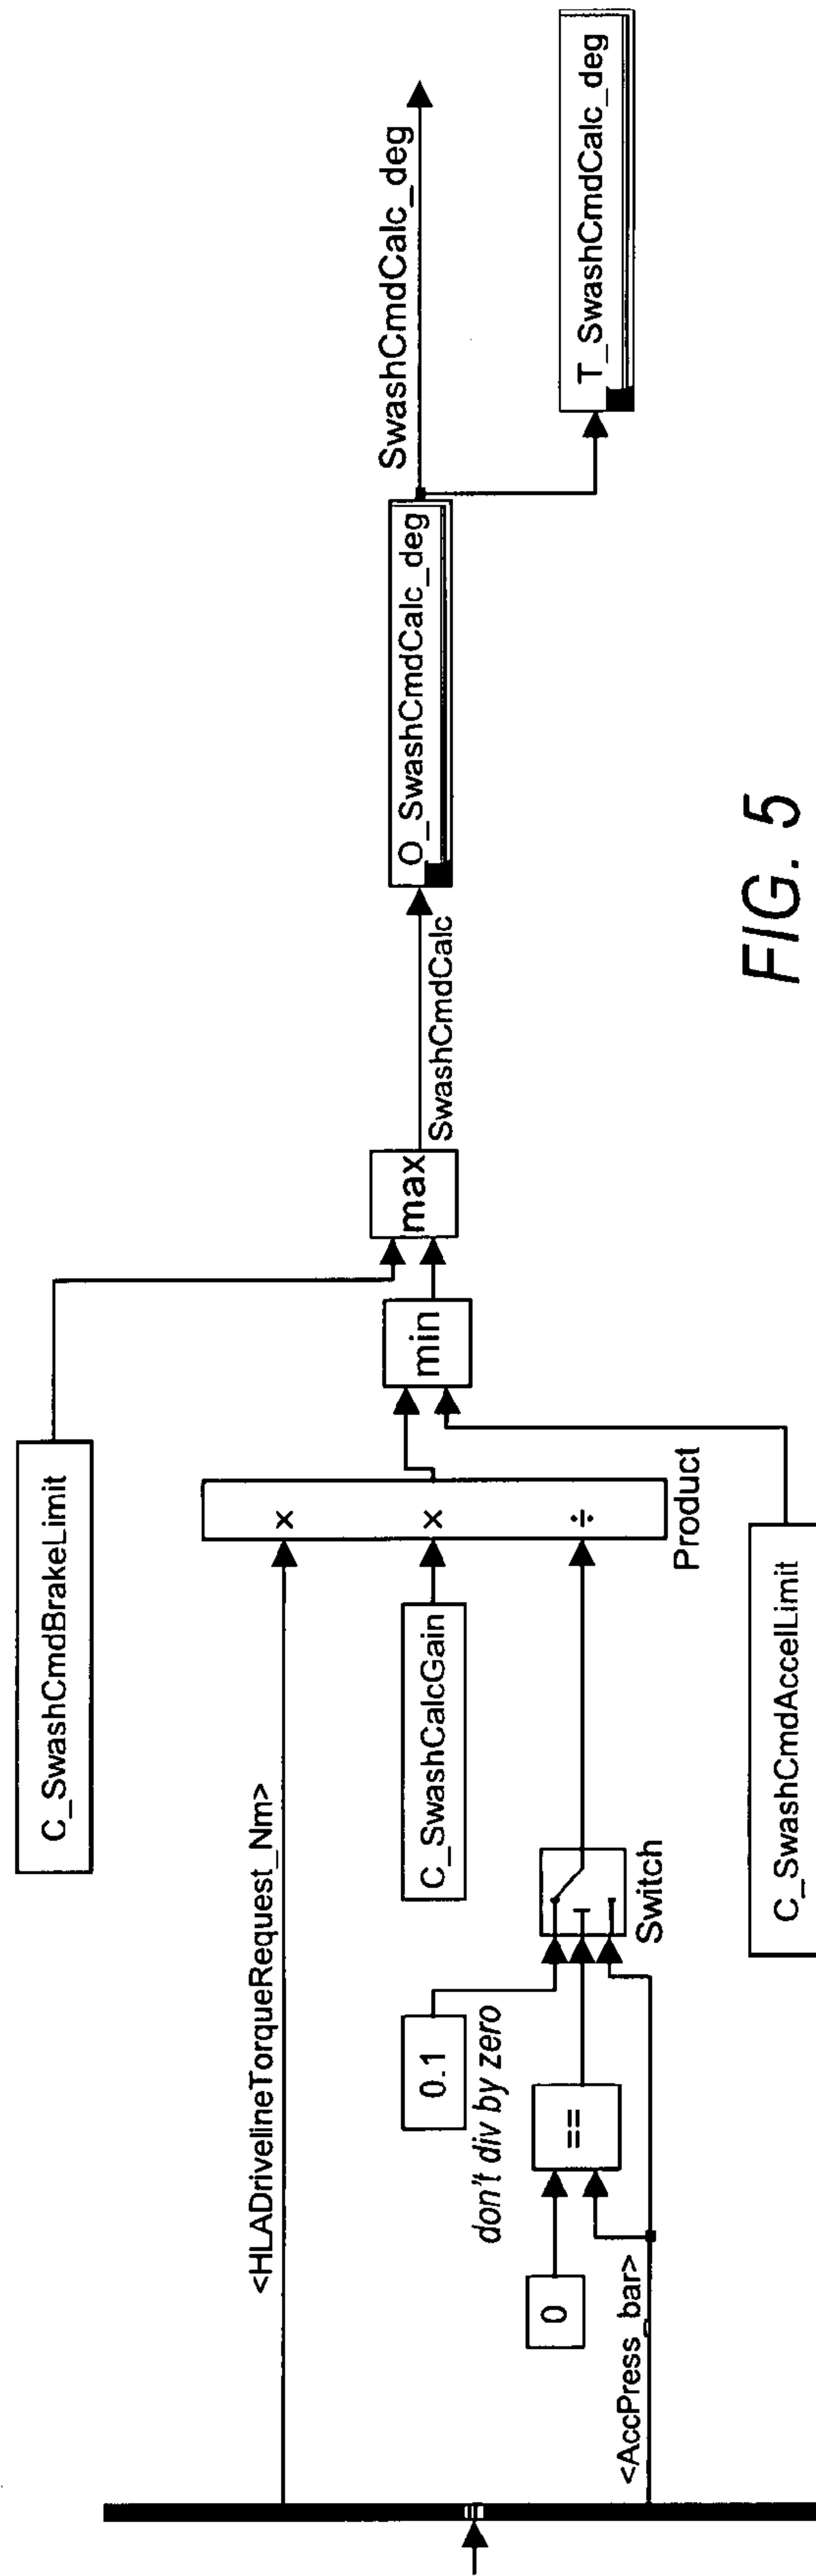 C_SwashCmdBrakeLimit
<HLADrivelineTorqueRequest_Nm>
SwashCmdCalc_deg
0.1
don't div by zero
C_SwashCalcGain
×
×
÷
min
max
SwashCmdCalc
O_SwashCmdCalc_deg
0
==
Switch
Product
T_SwashCmdCalc_deg
<AccPress_bar>
C_SwashCmdAccelLimit
FIG. 5